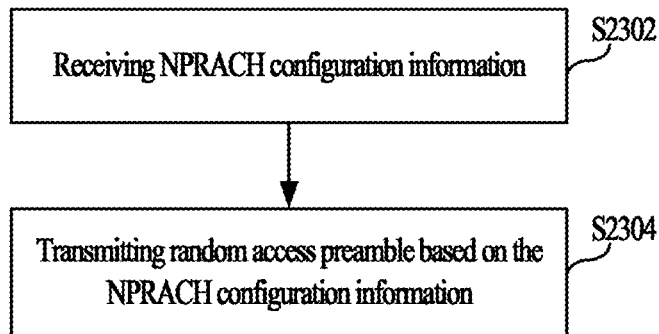 S2302
Receiving NPRACH configuration information
S2304
Transmitting random access preamble based on the
NPRACH configuration information